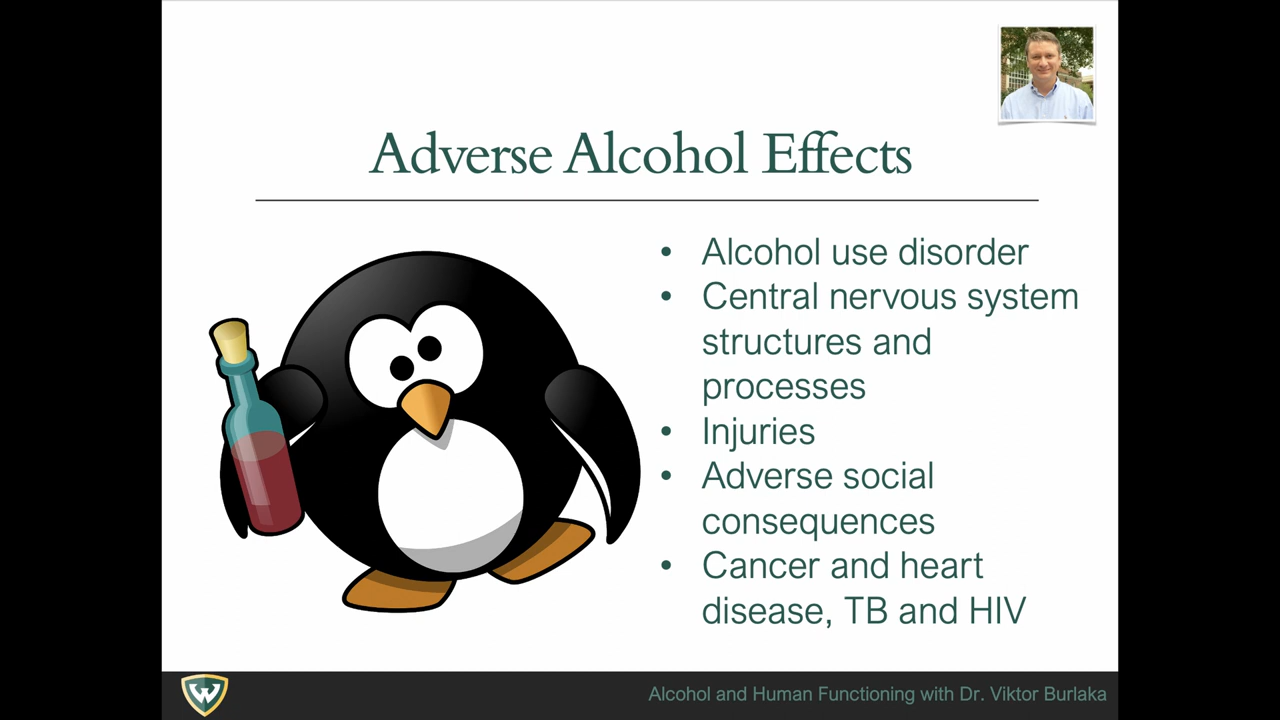 Adverse Alcohol Effects
• Alcohol use disorder
• Central nervous system
structures and
processes
• Injuries
• Adverse social
consequences
• Cancer and heart
disease, TB and HIV
W
Alcohol and Human Functioning with Dr. Viktor Burlaka